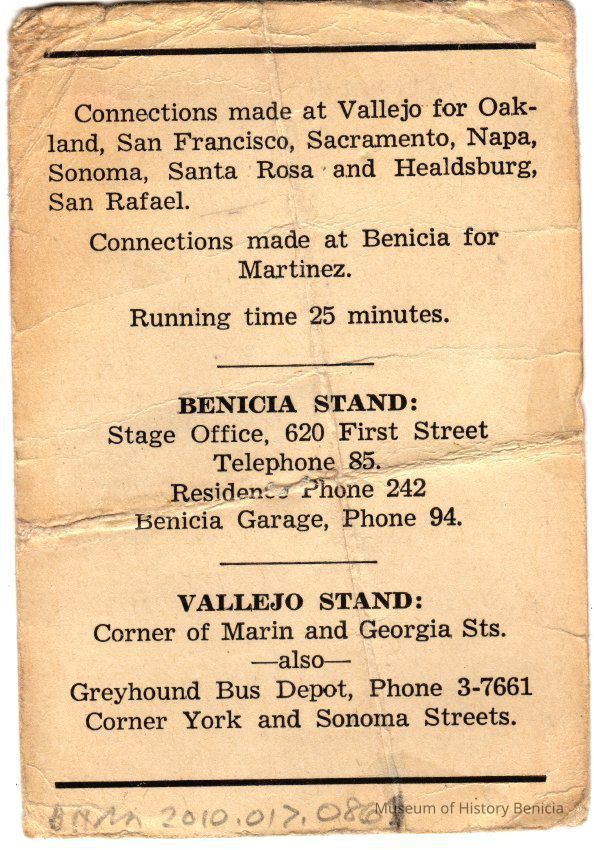 Connections made at Vallejo for Oak-
land, San Francisco, Sacramento, Napa,
Sonoma, Santa Rosa and Healdsburg,
San Rafael.
Connections made at Benicia for
Martinez.
Running time 25 minutes.
BENICIA STAND:
Stage Office, 620 First Street
Telephone 85.
Residence Phone 242
Benicia Garage, Phone 94.
VALLEJO STAND:
Corner of Marin and Georgia Sts.
—also—
Greyhound Bus Depot, Phone 3-7661
Corner York and Sonoma Streets.
2010.017.086
Museum of History Benicia